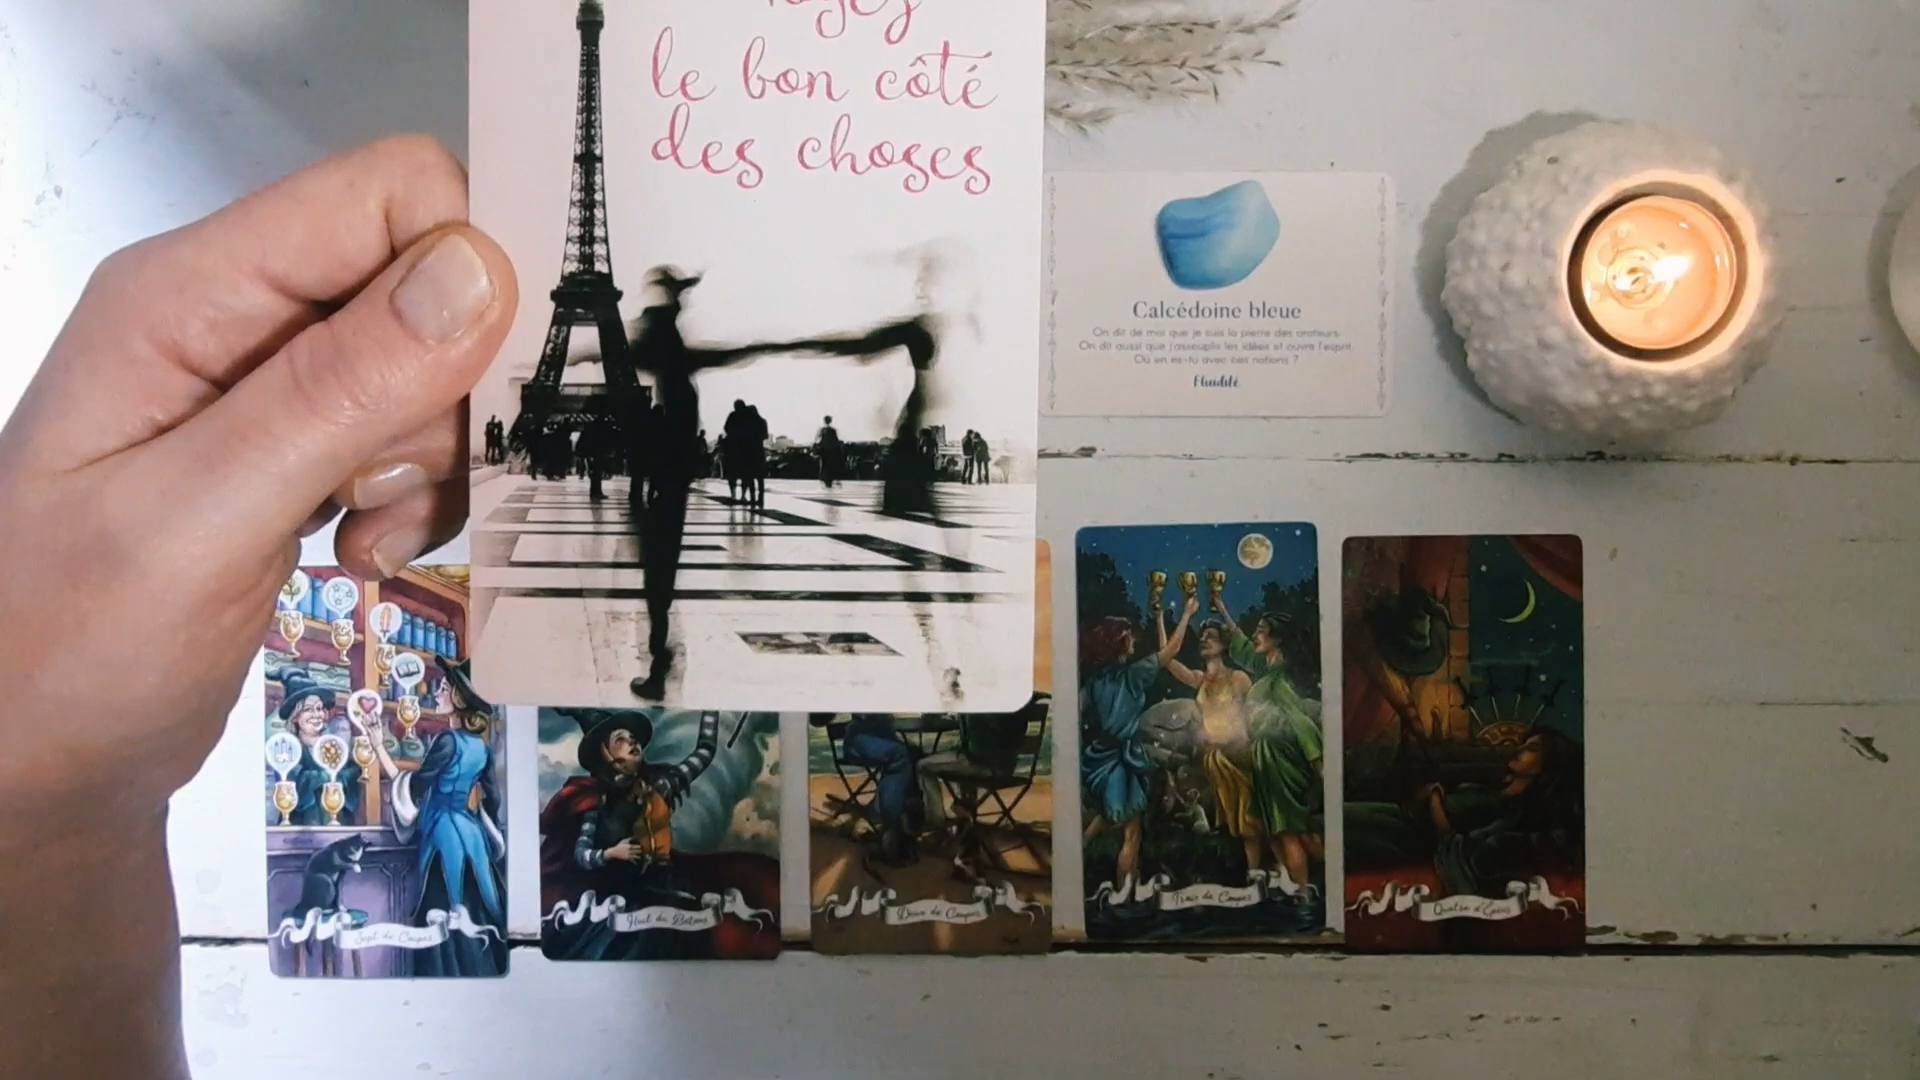 le bon côté
des choses
Calcédoine bleue
On dit de moi que je suis la pierre des orateurs.
On dit aussi que j'assouplis les idées et ouvre l'esprit.
Où en es-tu avec ces notions ?
Fluidité
Sept de Coupes
Huit de Bâtons
Deux de Coupes
Trois de Coupes
Quatre d'Épées